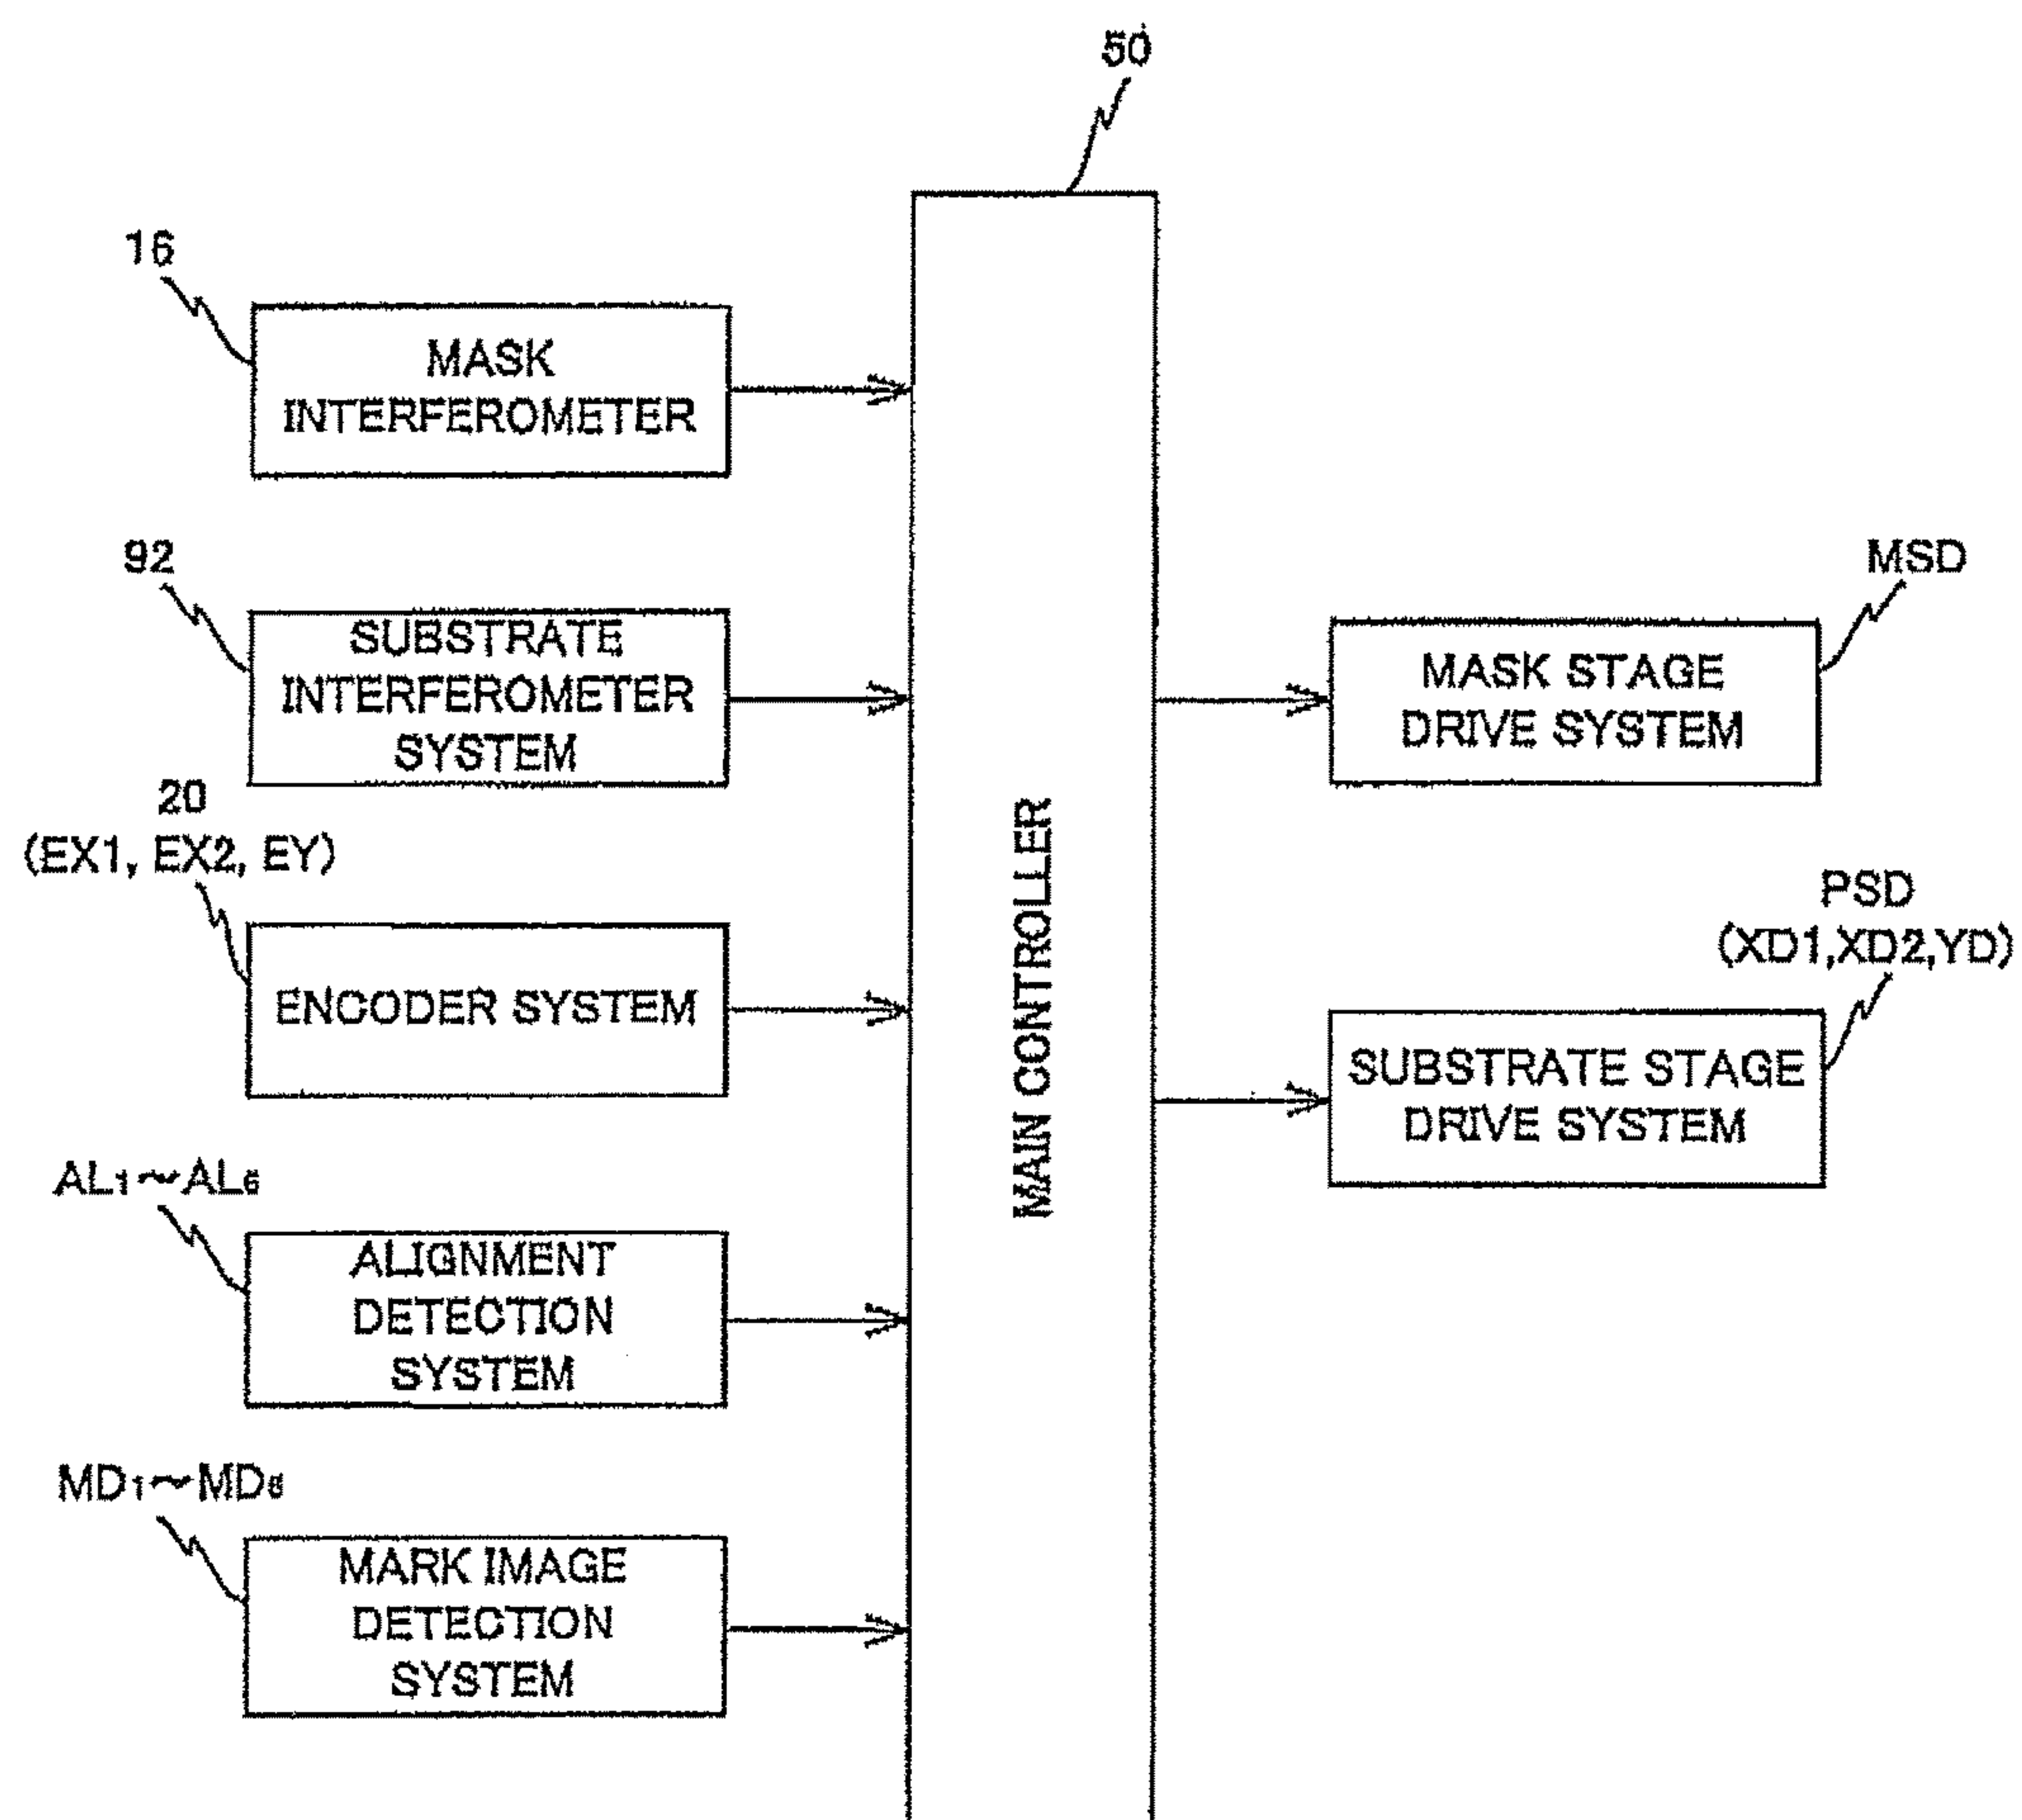 50
16
MASK
INTERFEROMETER
92
SUBSTRATE
INTERFEROMETER
SYSTEM
20
(EX1, EX2, EY)
ENCODER SYSTEM
AL₁~AL₆
ALIGNMENT
DETECTION
SYSTEM
MD₁~MD₆
MARK IMAGE
DETECTION
SYSTEM
MAIN CONTROLLER
MSD
MASK STAGE
DRIVE SYSTEM
PSD
(XD1,XD2,YD)
SUBSTRATE STAGE
DRIVE SYSTEM